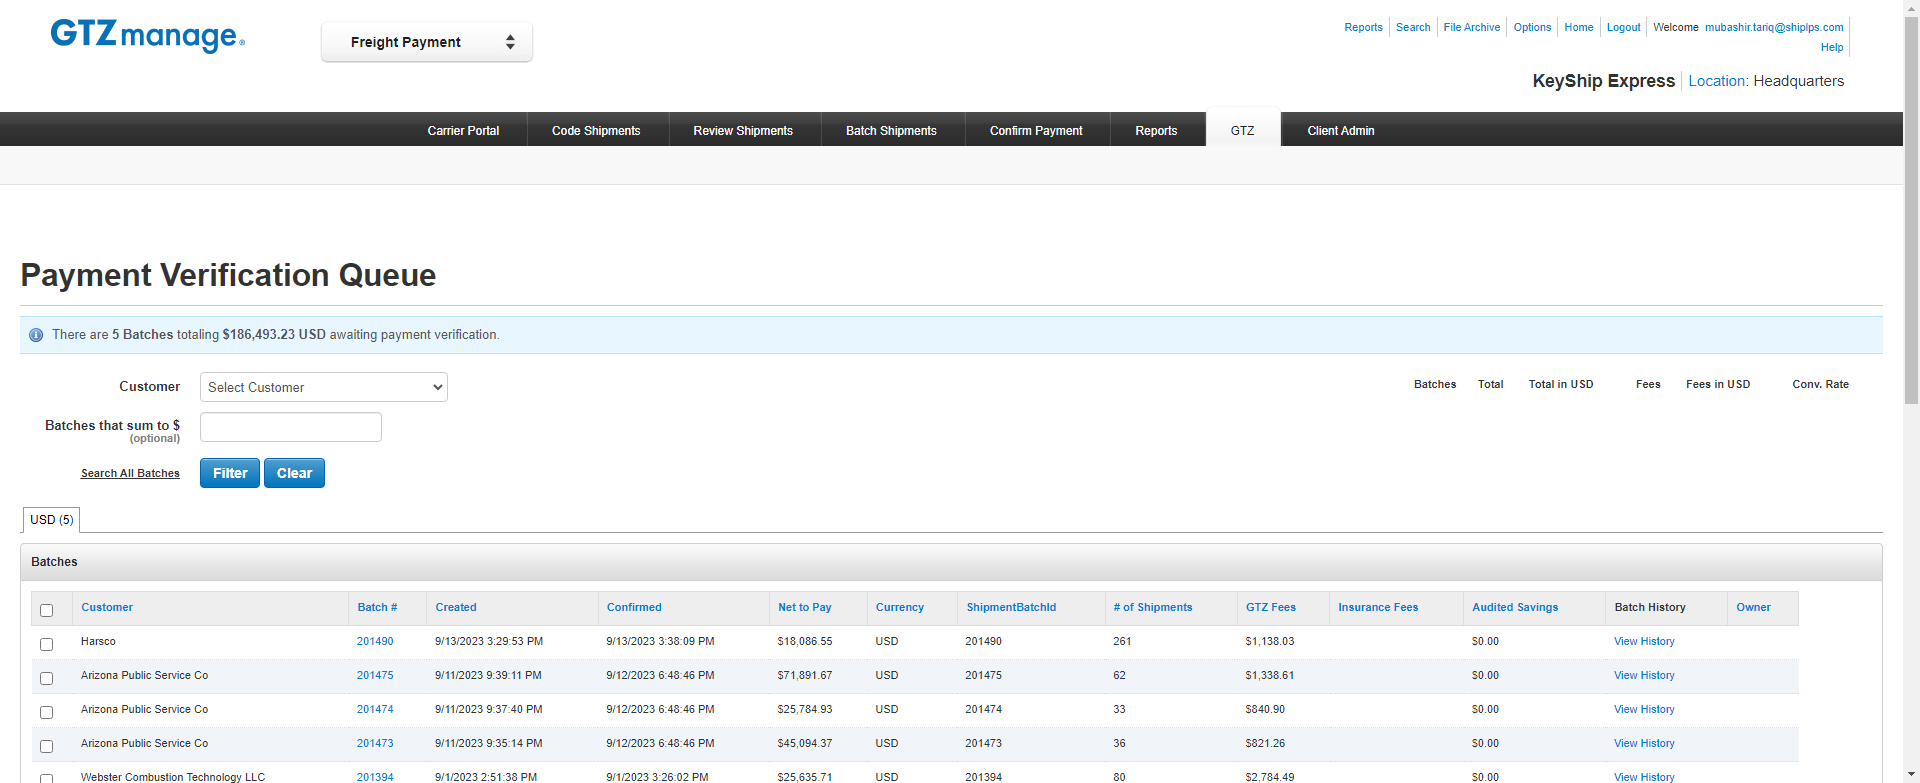 GTZmanage®
Freight Payment
Reports Search File Archive Options Home Logout Welcome mubashir.tariq@shiplps.com
Help
KeyShip Express Location: Headquarters
Carrier Portal Code Shipments Review Shipments Batch Shipments Confirm Payment Reports GTZ Client Admin
Payment Verification Queue
There are 5 Batches totaling $186,493.23 USD awaiting payment verification.
Customer Select Customer Batches Total Total in USD Fees Fees in USD Conv. Rate
Batches that sum to $
(optional)
Search All Batches Filter Clear
USD (5)
Batches
Customer Batch # Created Confirmed Net to Pay Currency ShipmentBatchId # of Shipments GTZ Fees Insurance Fees Audited Savings Batch History Owner
Harsco 201490 9/13/2023 3:29:53 PM 9/13/2023 3:38:09 PM $18,086.55 USD 201490 261 $1,138.03 $0.00 View History
Arizona Public Service Co 201475 9/11/2023 9:39:11 PM 9/12/2023 6:48:46 PM $71,891.67 USD 201475 62 $1,338.61 $0.00 View History
Arizona Public Service Co 201474 9/11/2023 9:37:40 PM 9/12/2023 6:48:46 PM $25,784.93 USD 201474 33 $840.90 $0.00 View History
Arizona Public Service Co 201473 9/11/2023 9:35:14 PM 9/12/2023 6:48:46 PM $45,094.37 USD 201473 36 $821.26 $0.00 View History
Webster Combustion Technology LLC 201394 9/1/2023 2:51:38 PM 9/1/2023 3:26:02 PM $25,635.71 USD 201394 80 $2,784.49 $0.00 View History